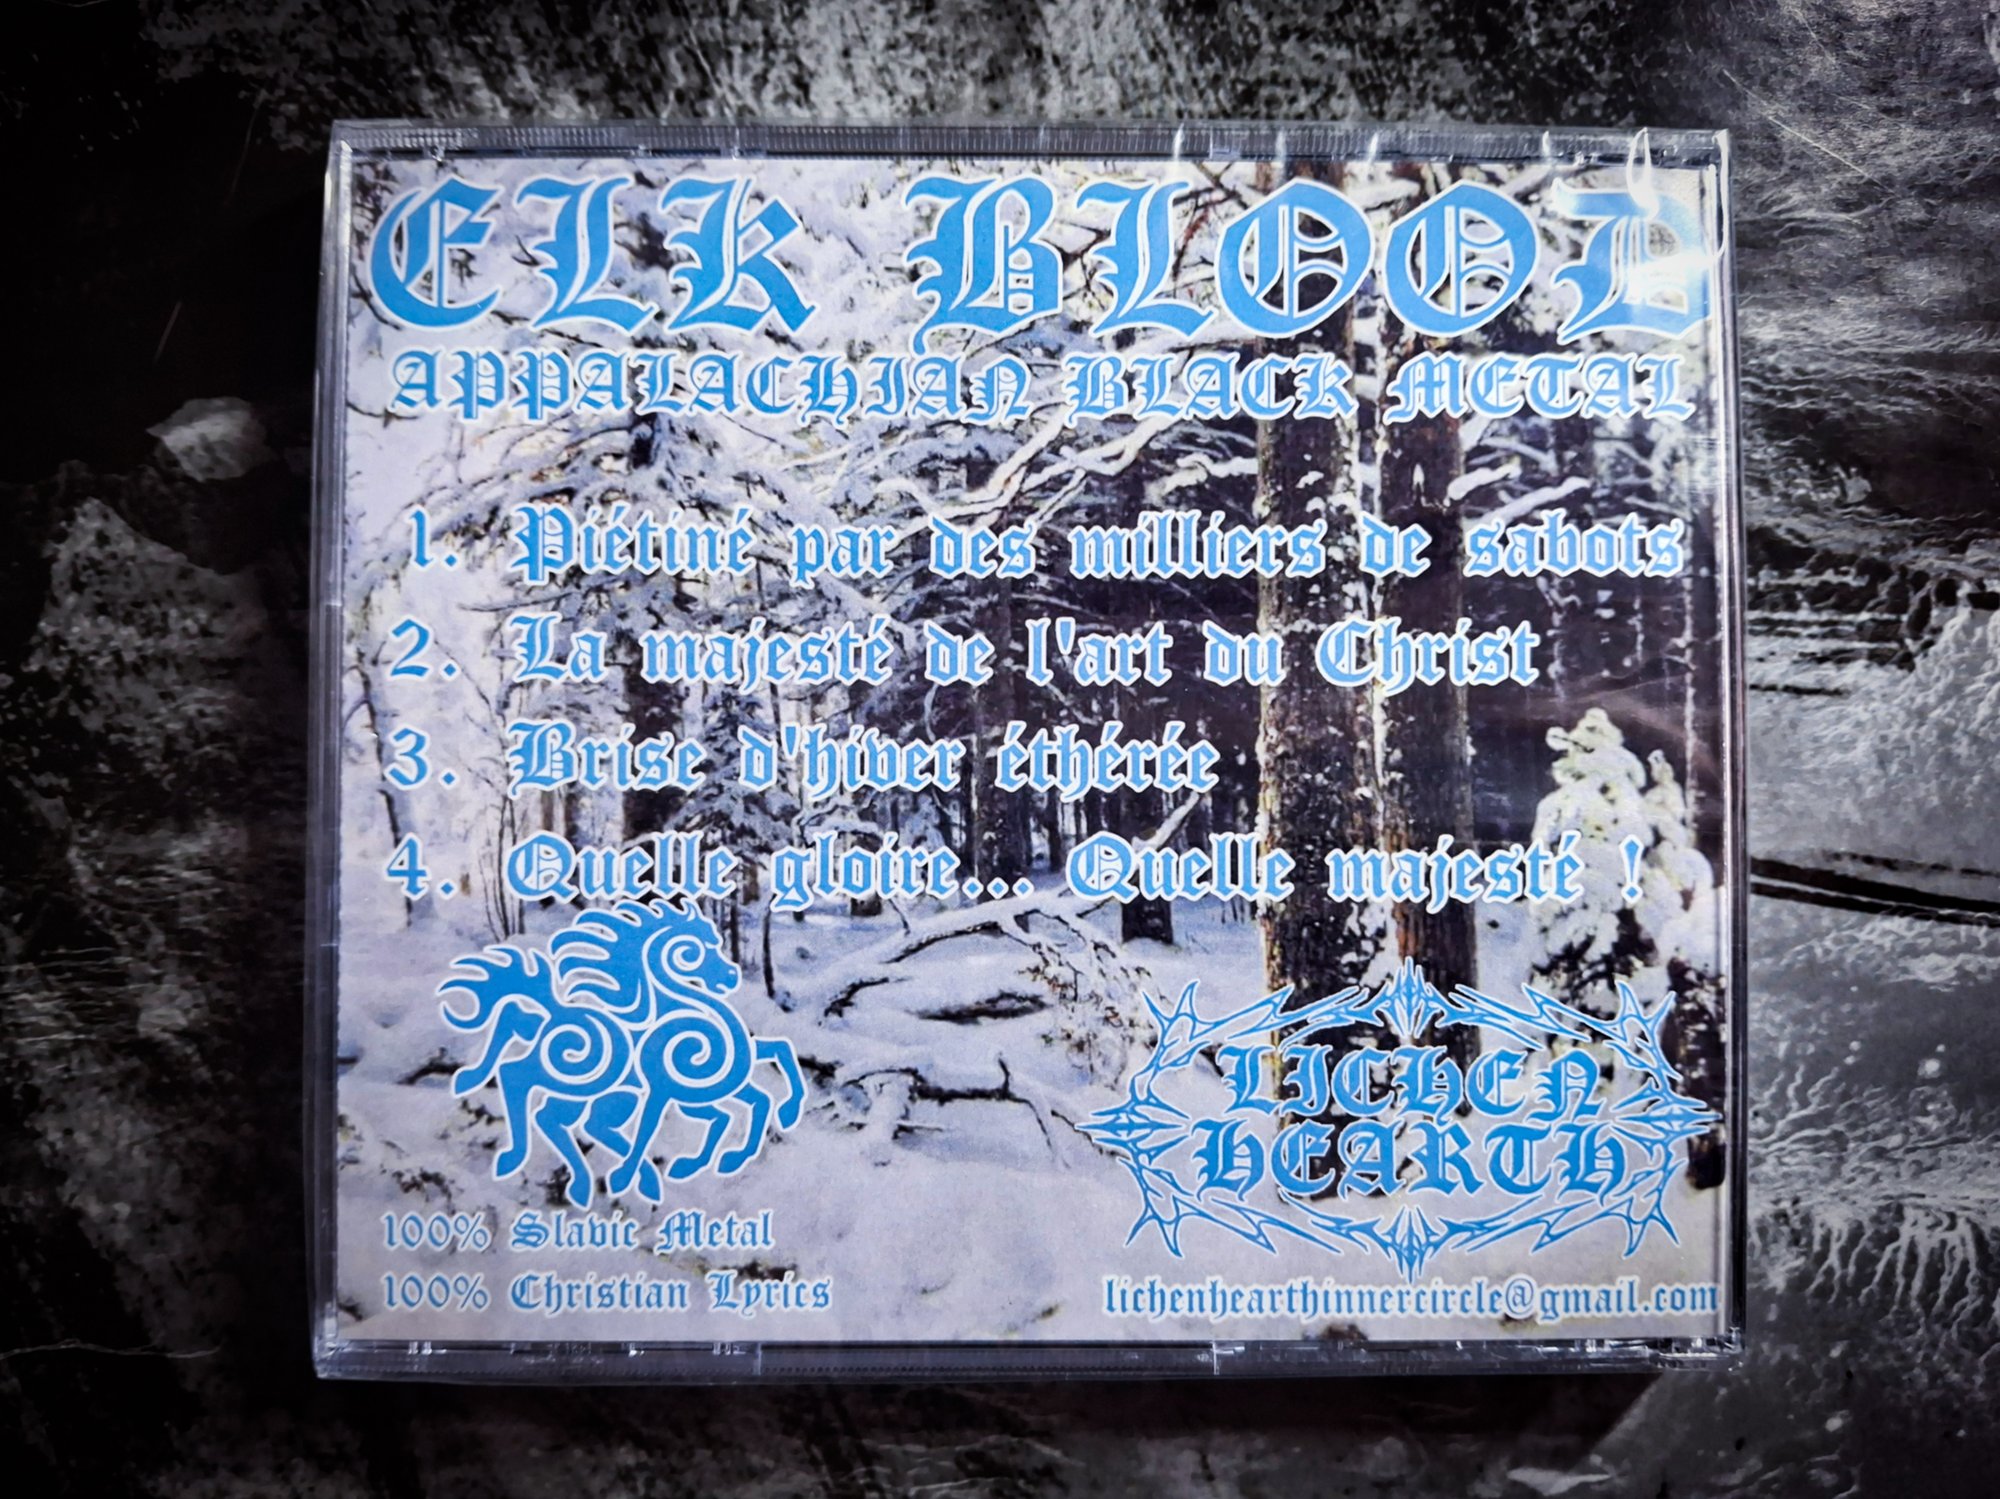 ELK BLOOD
APPALACHIAN BLACK METAL
1. Piétiné par des milliers de sabots
2. La majesté de l'art du Christ
3. Brise d'hiver éthérée
4. Quelle gloire... Quelle majesté !
LICHEN
HEARTH
100% Slavic Metal
100% Christian Lyrics
lichenhearthinnercircle@gmail.com